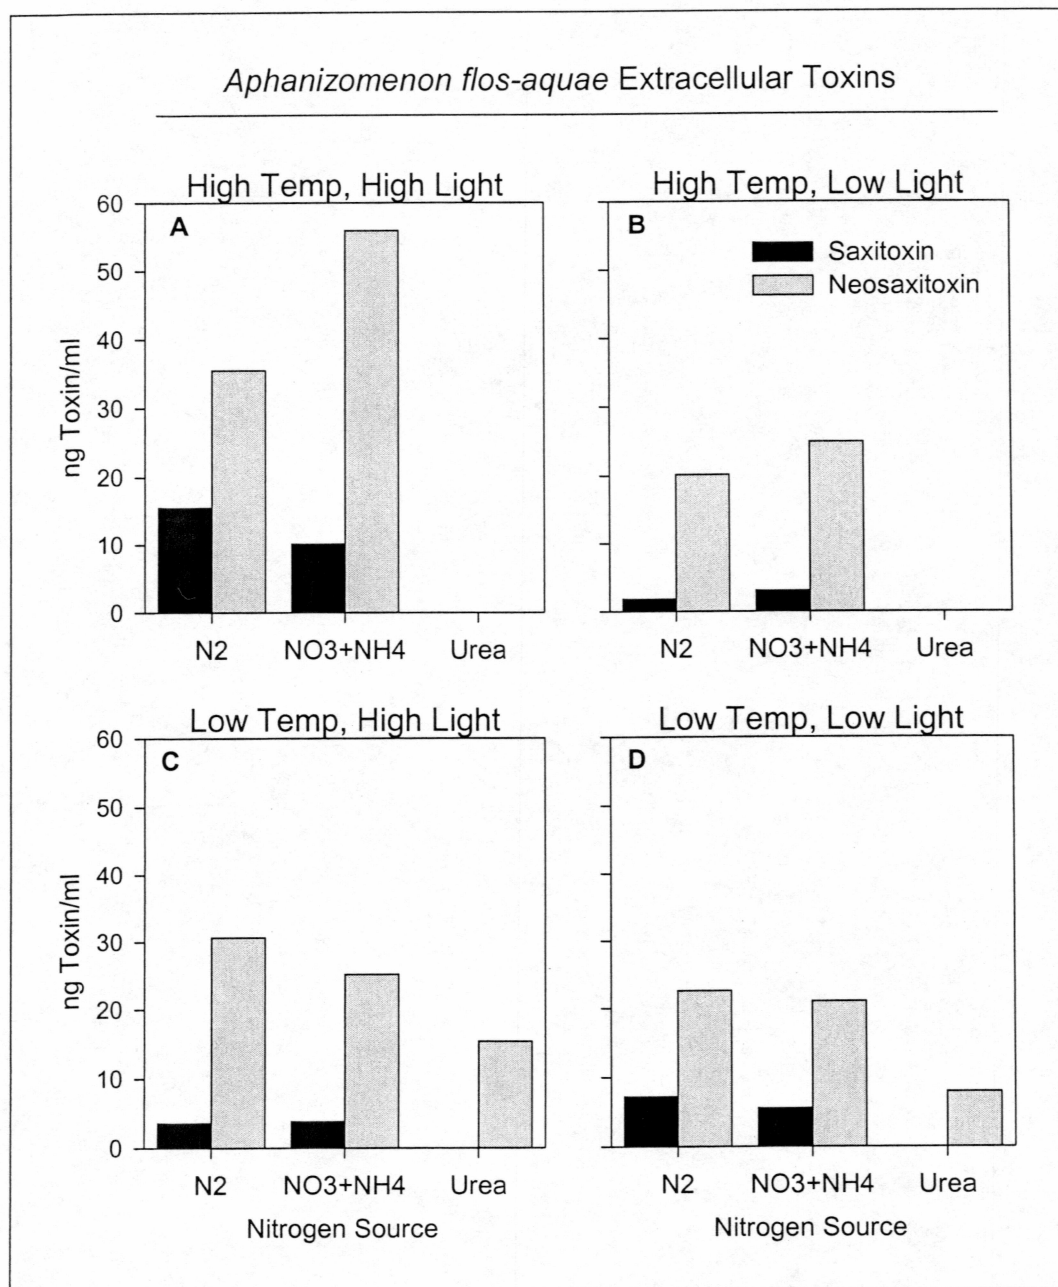 Aphanizomenon flos-aquae Extracellular Toxins
High Temp, High Light
High Temp, Low Light
A
B
Saxitoxin
Neosaxitoxin
60
50
40
30
20
10
0
ng Toxin/ml
N2 NO3+NH4 Urea
N2 NO3+NH4 Urea
Low Temp, High Light
Low Temp, Low Light
C
D
60
50
40
30
20
10
0
ng Toxin/ml
N2 NO3+NH4 Urea
N2 NO3+NH4 Urea
Nitrogen Source
Nitrogen Source